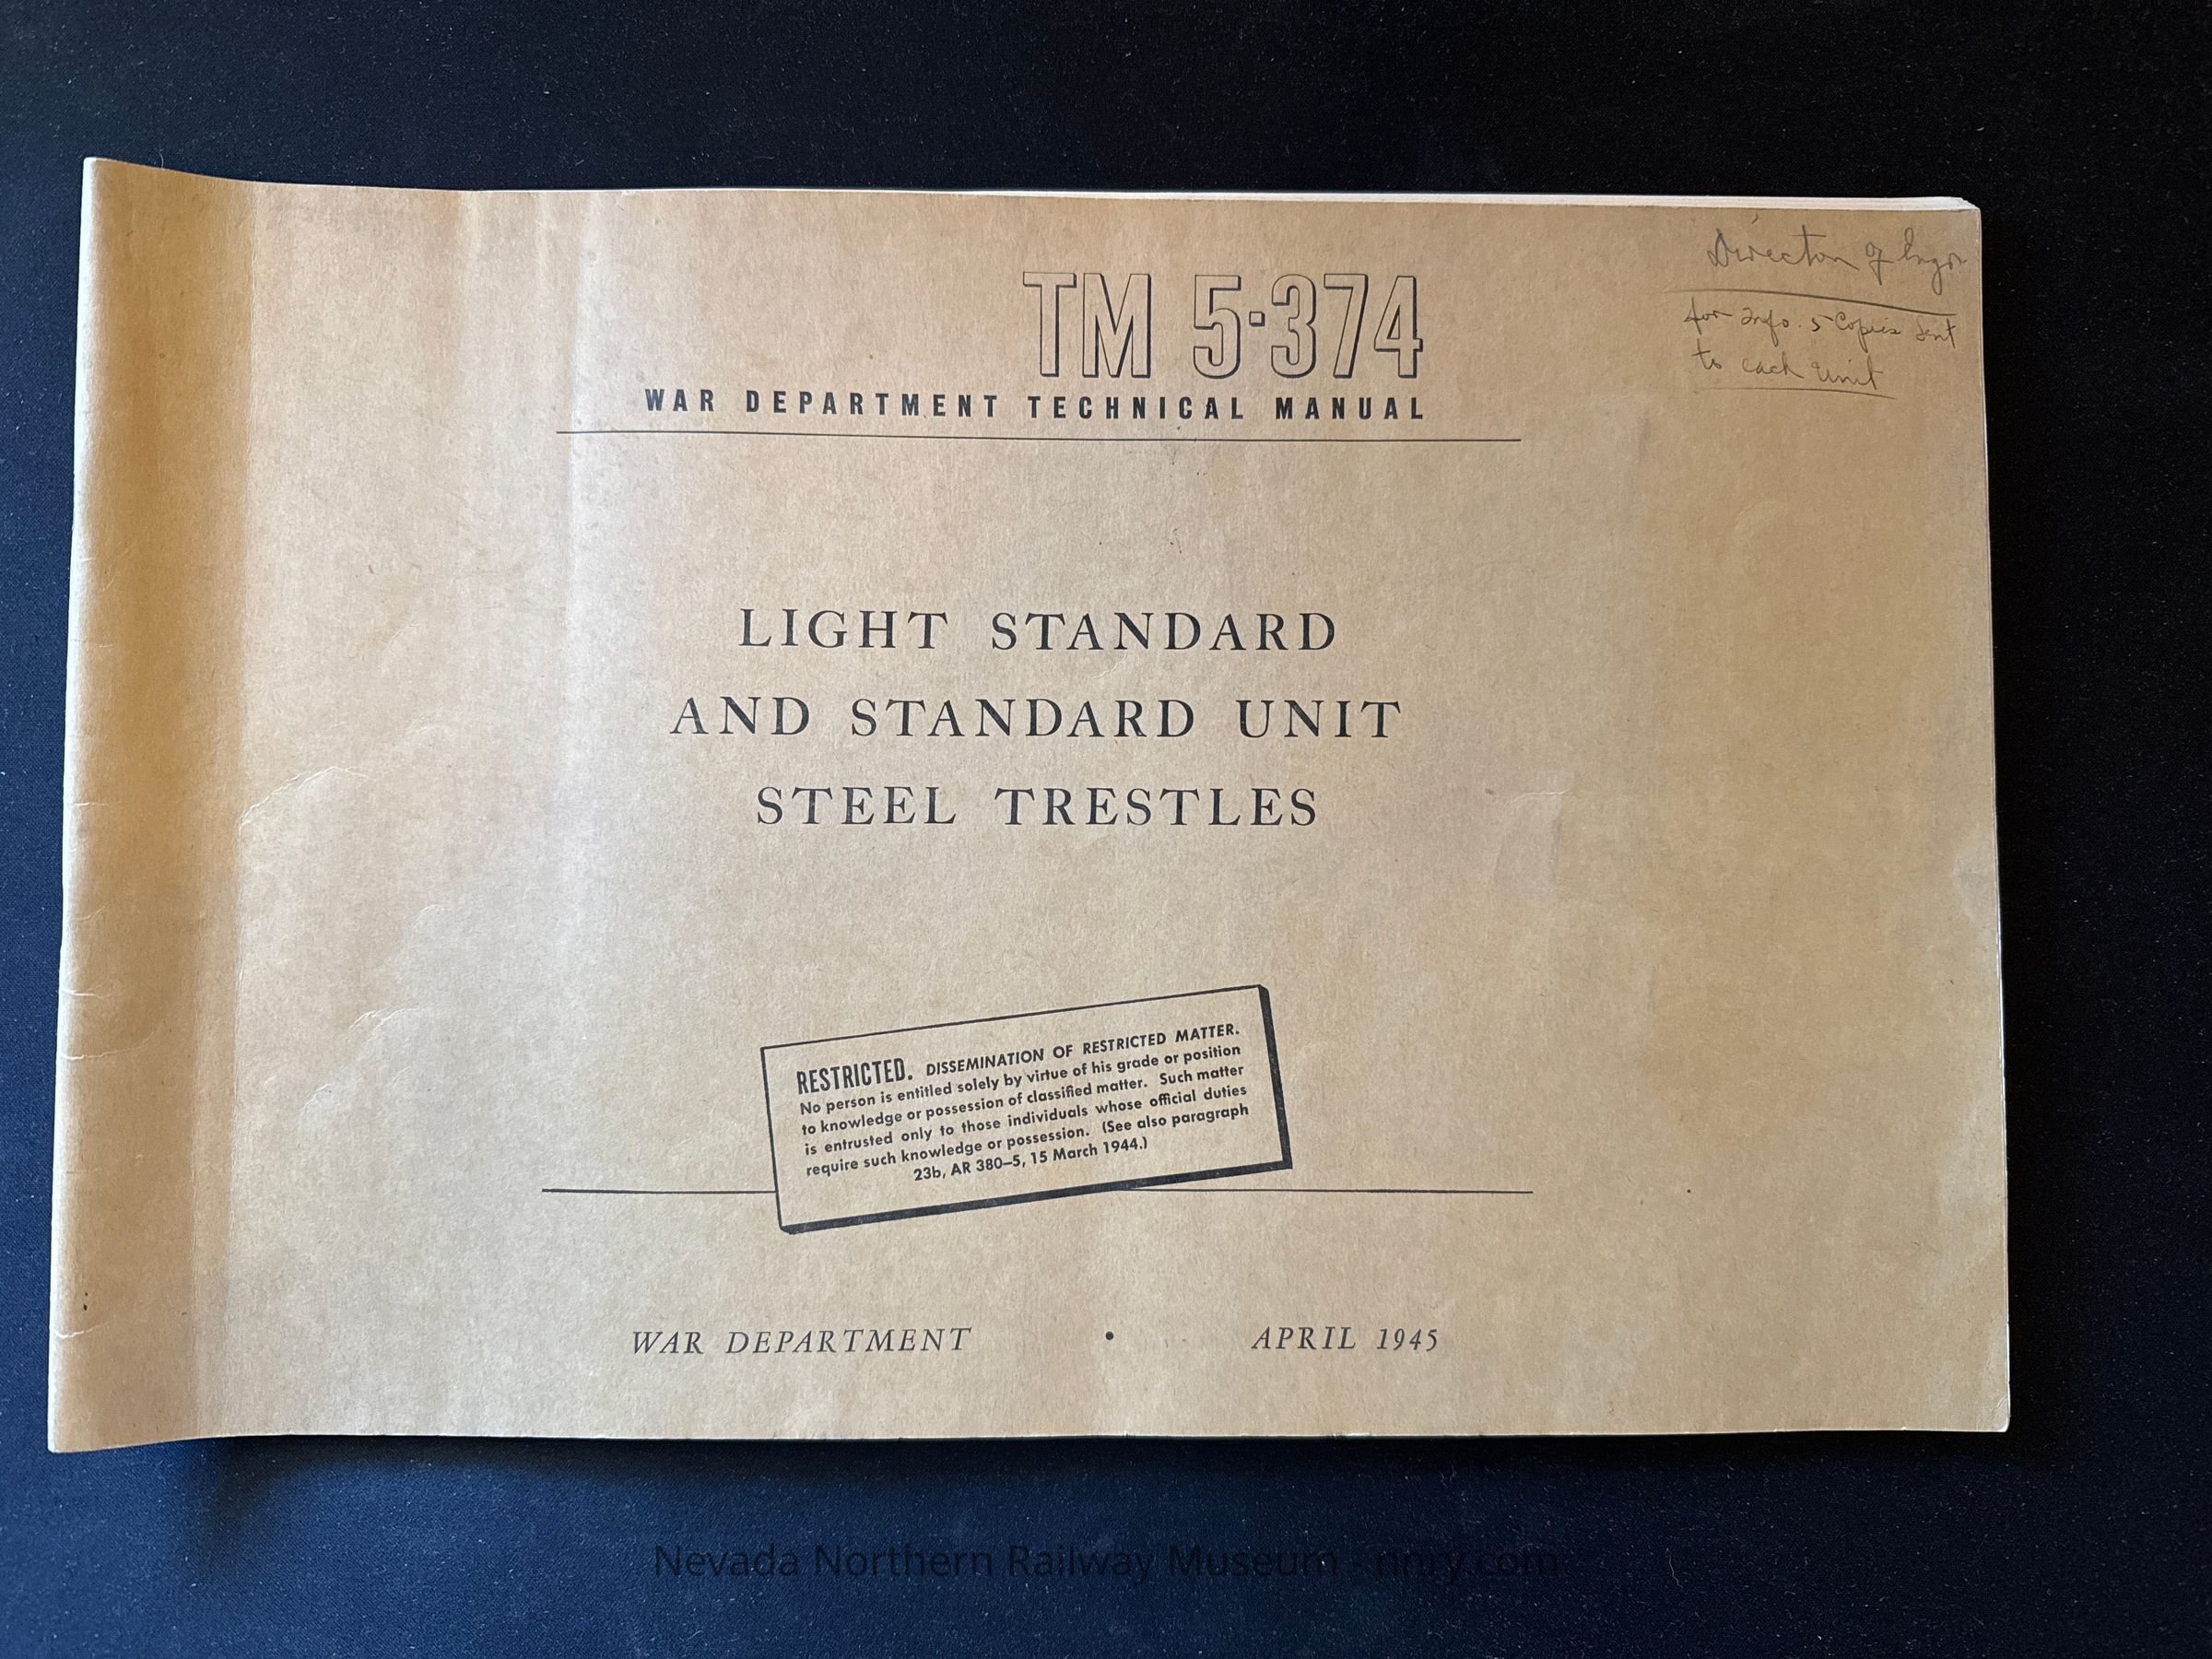 TM 5-374
WAR DEPARTMENT TECHNICAL MANUAL
Director of Engr
for Info. 5 Copies sent
to each Unit
LIGHT STANDARD
AND STANDARD UNIT
STEEL TRESTLES
RESTRICTED. DISSEMINATION OF RESTRICTED MATTER.
No person is entitled solely by virtue of his grade or position
to knowledge or possession of classified matter. Such matter
is entrusted only to those individuals whose official duties
require such knowledge or possession. (See also paragraph
23b, AR 380–5, 15 March 1944.)
WAR DEPARTMENT • APRIL 1945
Nevada Northern Railway Museum - nnry.com